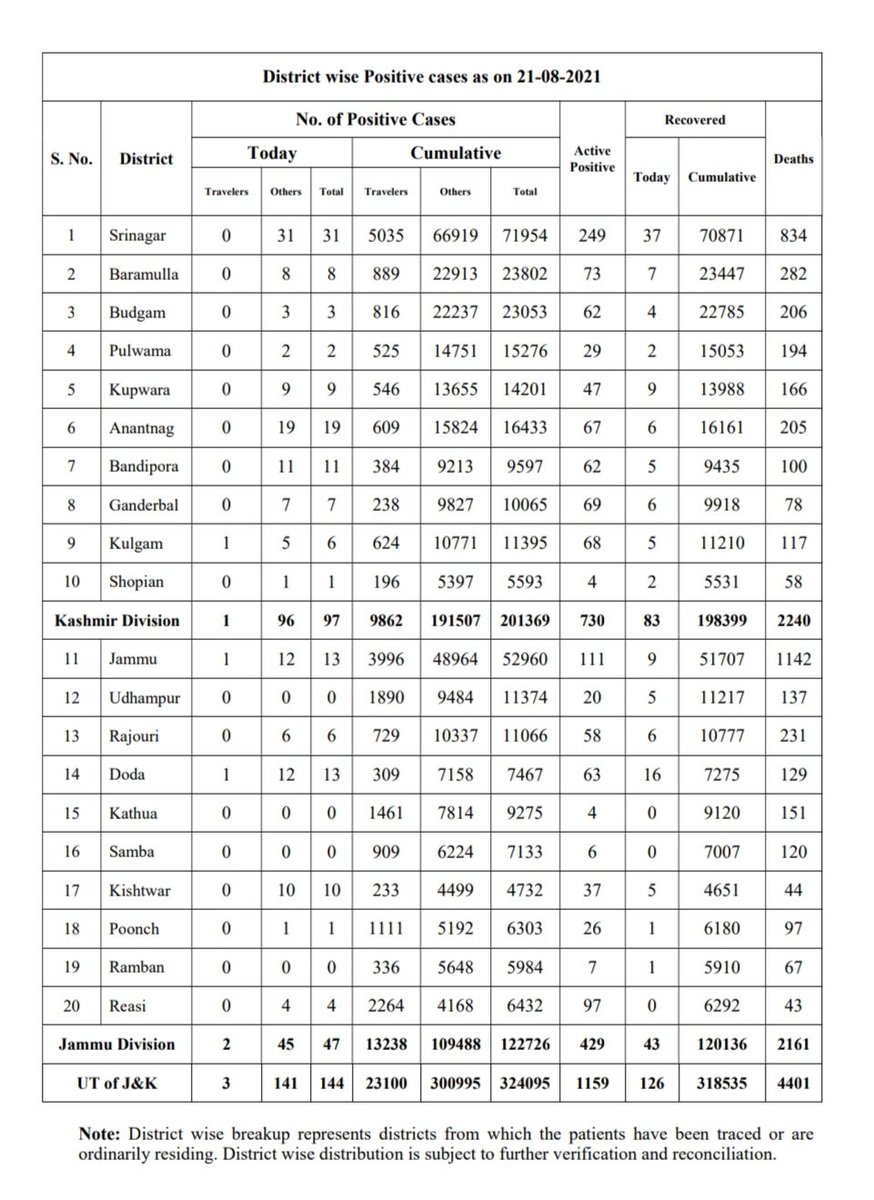 District wise Positive cases as on 21-08-2021
S. No. District No. of Positive Cases Active Positive Recovered Deaths
Today Cumulative Today Cumulative
Travelers Others Total Travelers Others Total
1 Srinagar 0 31 31 5035 66919 71954 249 37 70871 834
2 Baramulla 0 8 8 889 22913 23802 73 7 23447 282
3 Budgam 0 3 3 816 22237 23053 62 4 22785 206
4 Pulwama 0 2 2 525 14751 15276 29 2 15053 194
5 Kupwara 0 9 9 546 13655 14201 47 9 13988 166
6 Anantnag 0 19 19 609 15824 16433 67 6 16161 205
7 Bandipora 0 11 11 384 9213 9597 62 5 9435 100
8 Ganderbal 0 7 7 238 9827 10065 69 6 9918 78
9 Kulgam 1 5 6 624 10771 11395 68 5 11210 117
10 Shopian 0 1 1 196 5397 5593 4 2 5531 58
Kashmir Division 1 96 97 9862 191507 201369 730 83 198399 2240
11 Jammu 1 12 13 3996 48964 52960 111 9 51707 1142
12 Udhampur 0 0 0 1890 9484 11374 20 5 11217 137
13 Rajouri 0 6 6 729 10337 11066 58 6 10777 231
14 Doda 1 12 13 309 7158 7467 63 16 7275 129
15 Kathua 0 0 0 1461 7814 9275 4 0 9120 151
16 Samba 0 0 0 909 6224 7133 6 0 7007 120
17 Kishtwar 0 10 10 233 4499 4732 37 5 4651 44
18 Poonch 0 1 1 1111 5192 6303 26 1 6180 97
19 Ramban 0 0 0 336 5648 5984 7 1 5910 67
20 Reasi 0 4 4 2264 4168 6432 97 0 6292 43
Jammu Division 2 45 47 13238 109488 122726 429 43 120136 2161
UT of J&K 3 141 144 23100 300995 324095 1159 126 318535 4401
Note: District wise breakup represents districts from which the patients have been traced or are
ordinarily residing. District wise distribution is subject to further verification and reconciliation.